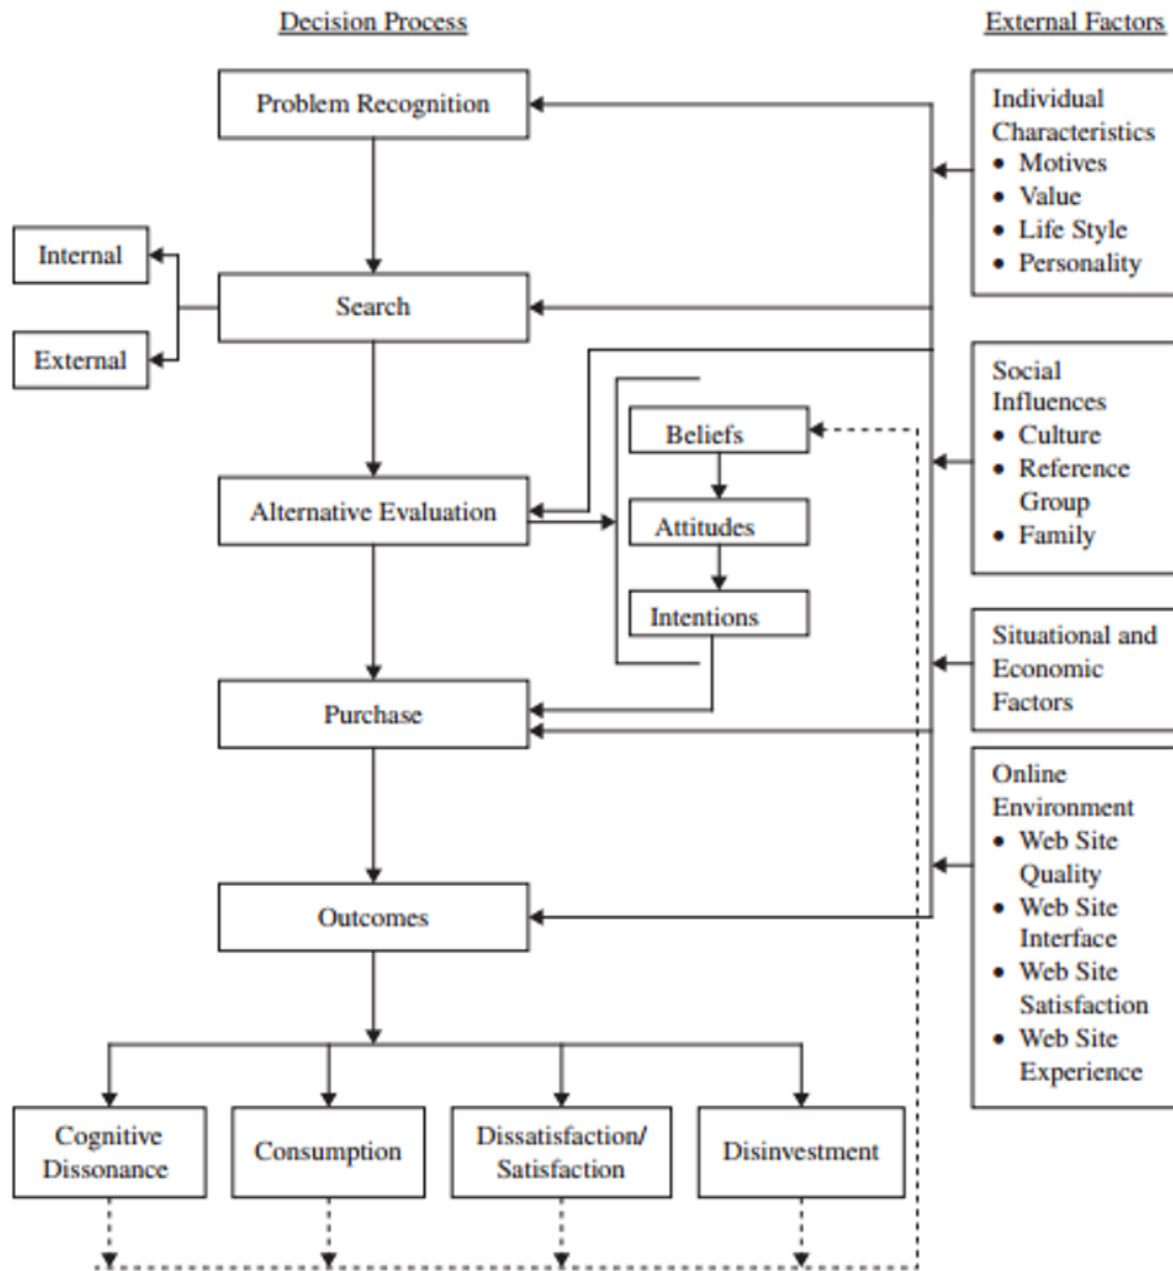 Decision Process
External Factors
Problem Recognition
Individual
Characteristics
• Motives
• Value
• Life Style
• Personality
Internal
Search
External
Social
Influences
• Culture
• Reference
Group
• Family
Beliefs
Alternative Evaluation
Attitudes
Intentions
Situational and
Economic
Factors
Purchase
Online
Environment
• Web Site
Quality
• Web Site
Interface
• Web Site
Satisfaction
• Web Site
Experience
Outcomes
Cognitive
Dissonance
Consumption
Dissatisfaction/
Satisfaction
Disinvestment